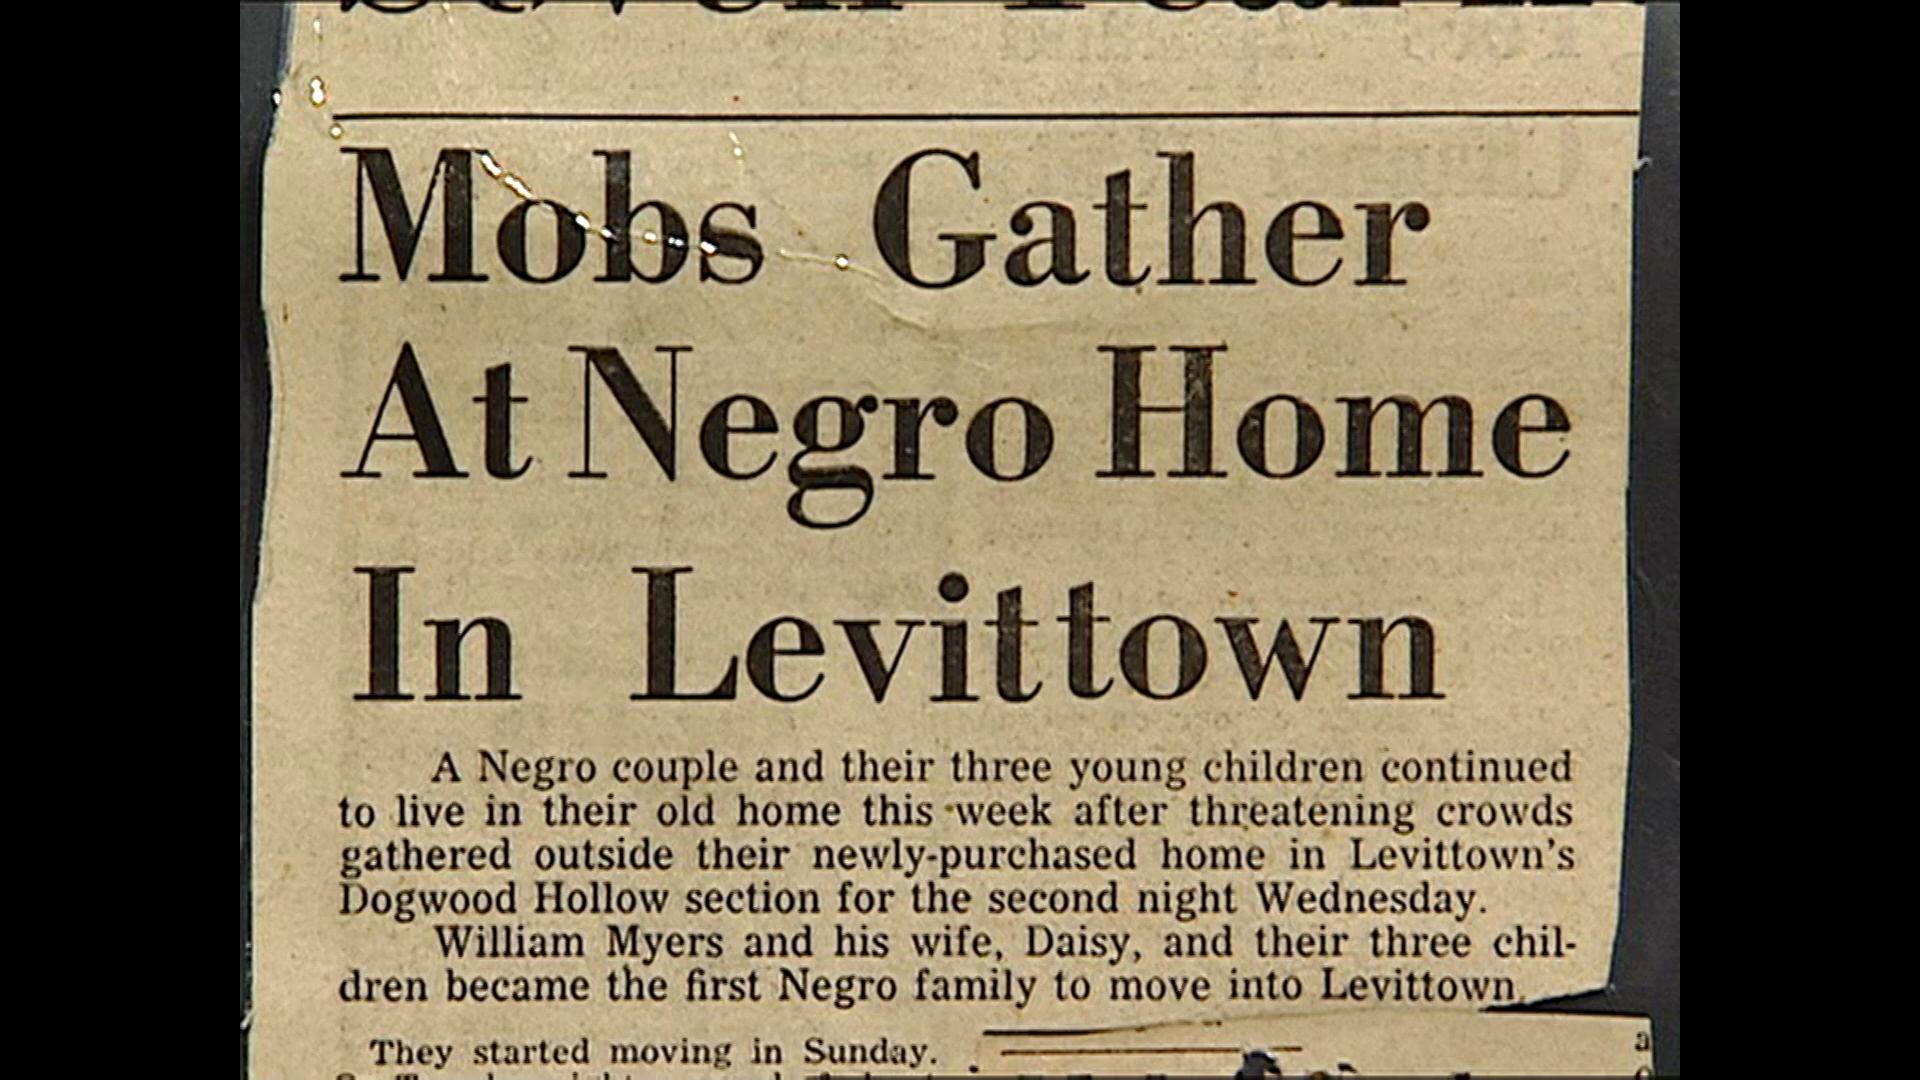 Mobs Gather
At Negro Home
In Levittown
A Negro couple and their three young children continued
to live in their old home this week after threatening crowds
gathered outside their newly-purchased home in Levittown's
Dogwood Hollow section for the second night Wednesday.
William Myers and his wife, Daisy, and their three chil-
dren became the first Negro family to move into Levittown.
They started moving in Sunday.